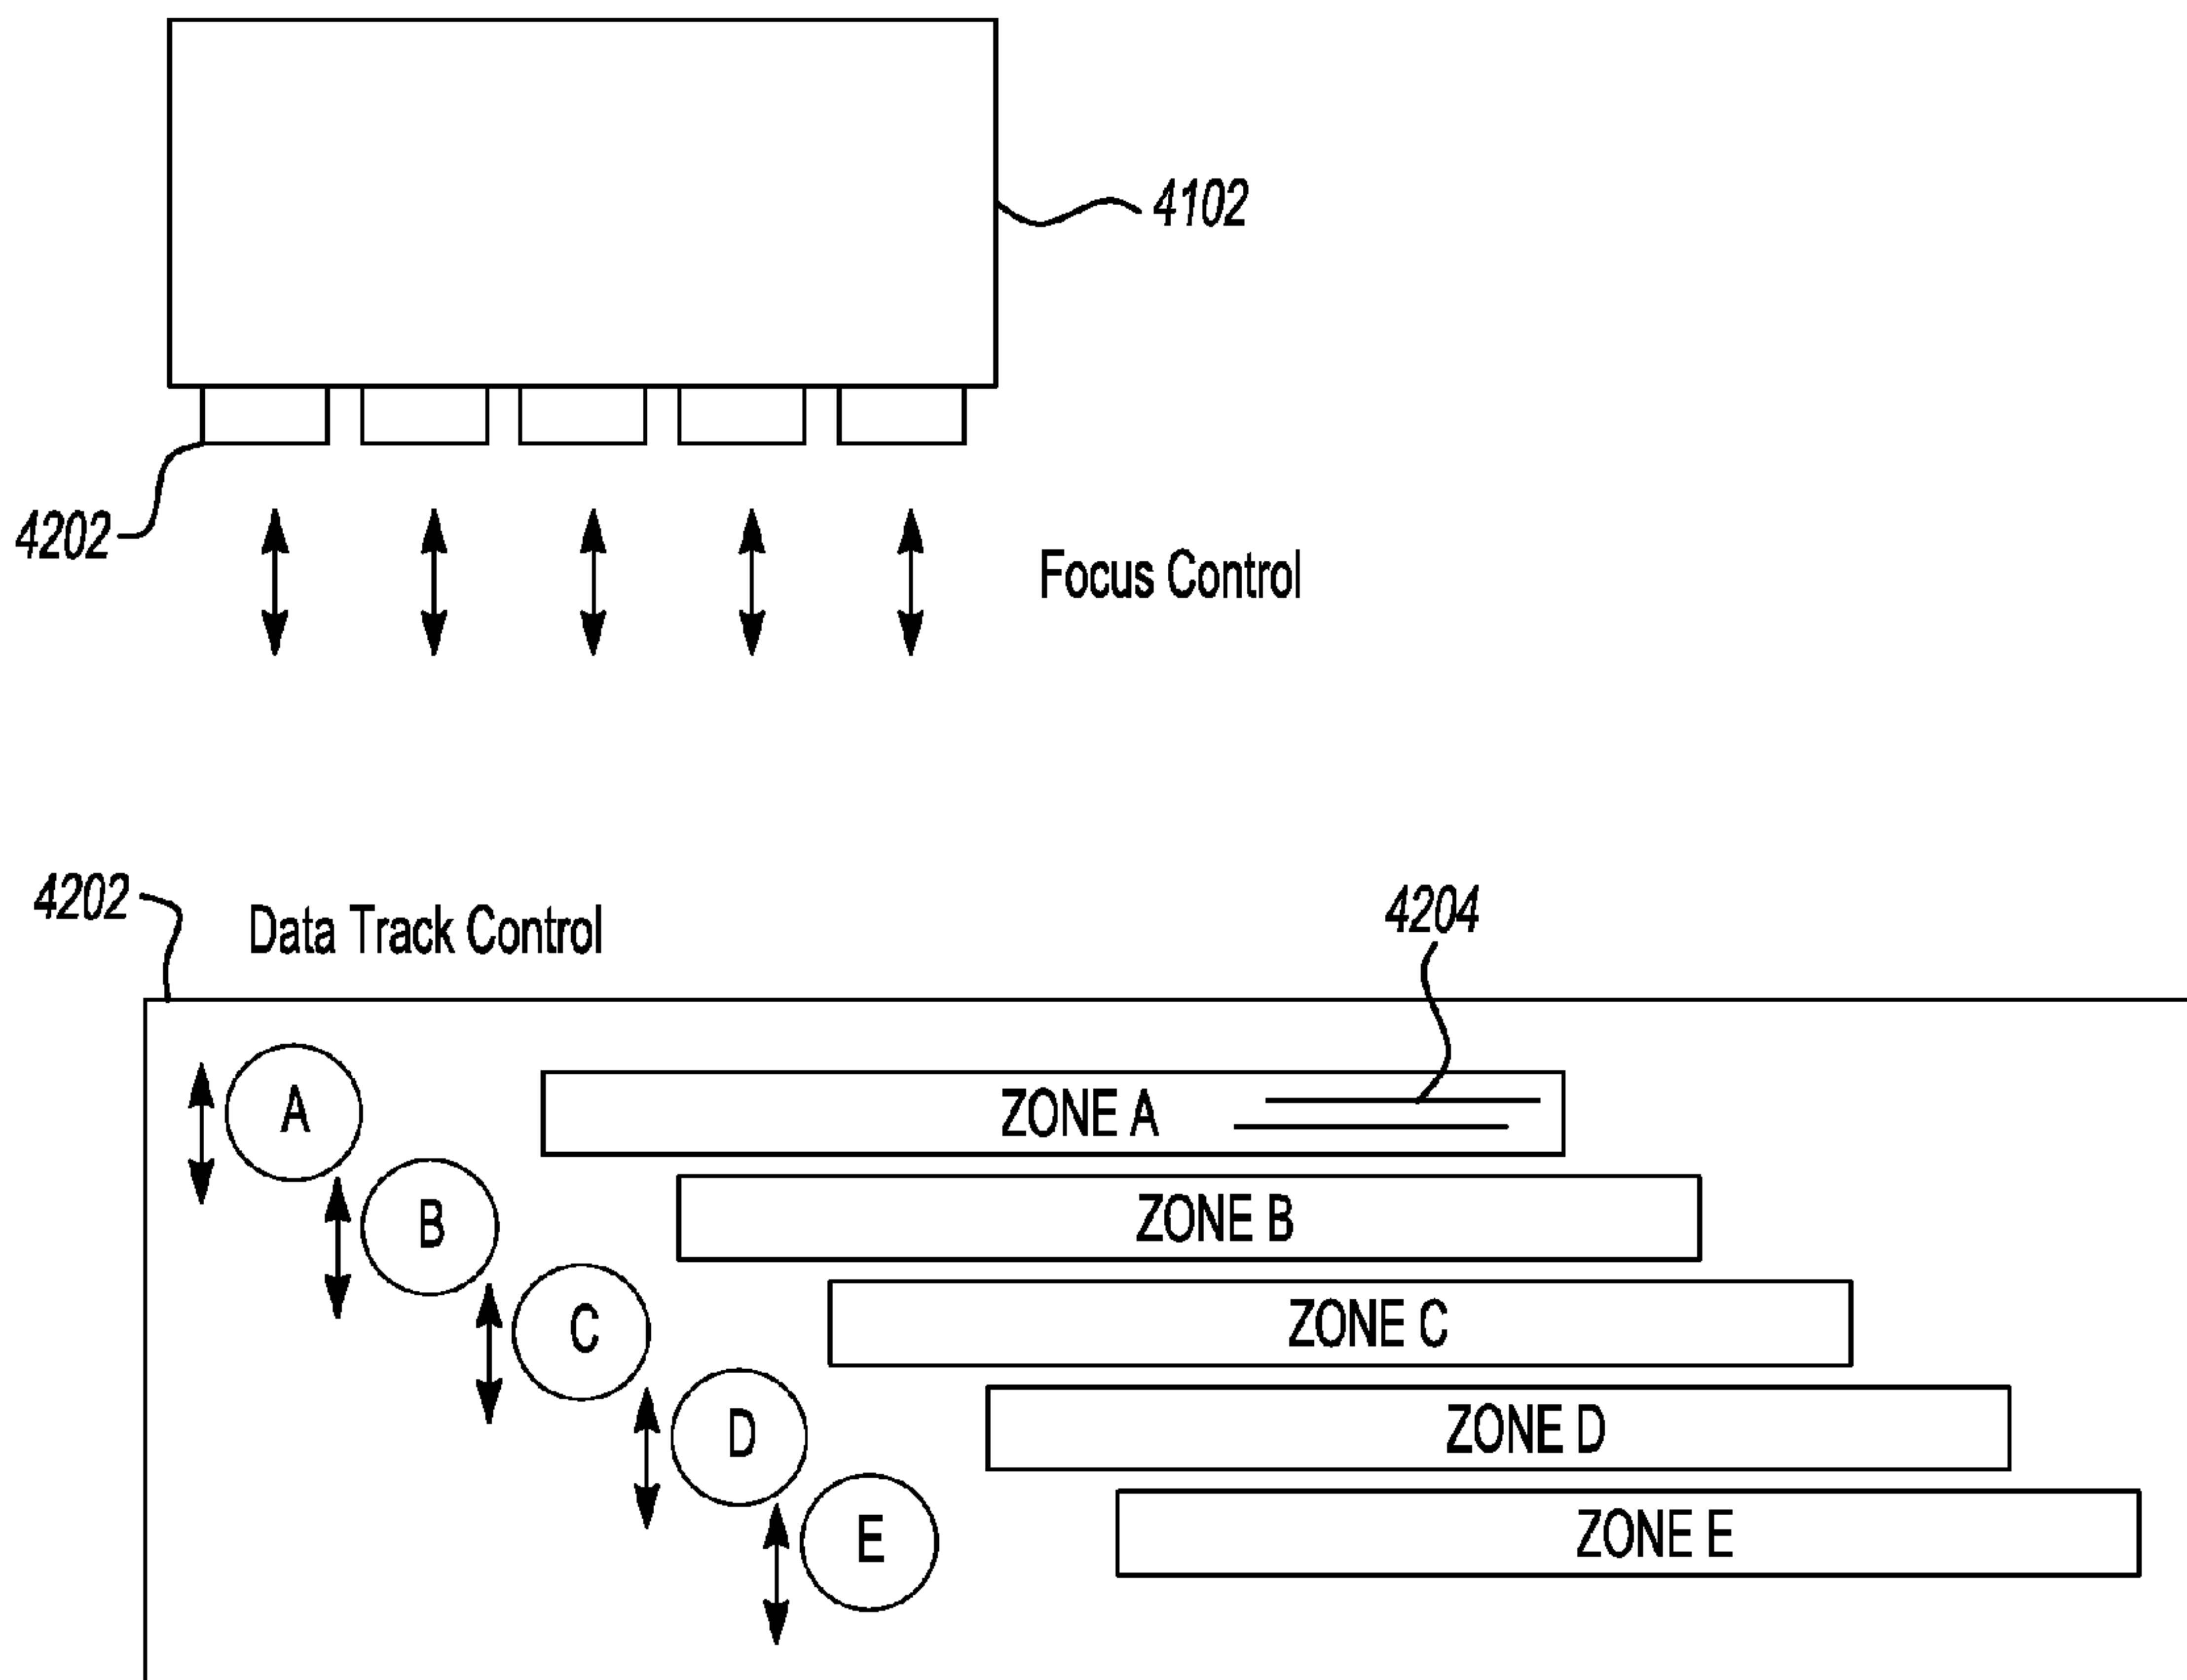 4102
4202
Focus Control
4202
Data Track Control
4204
A
ZONE A
B
ZONE B
C
ZONE C
D
ZONE D
E
ZONE E